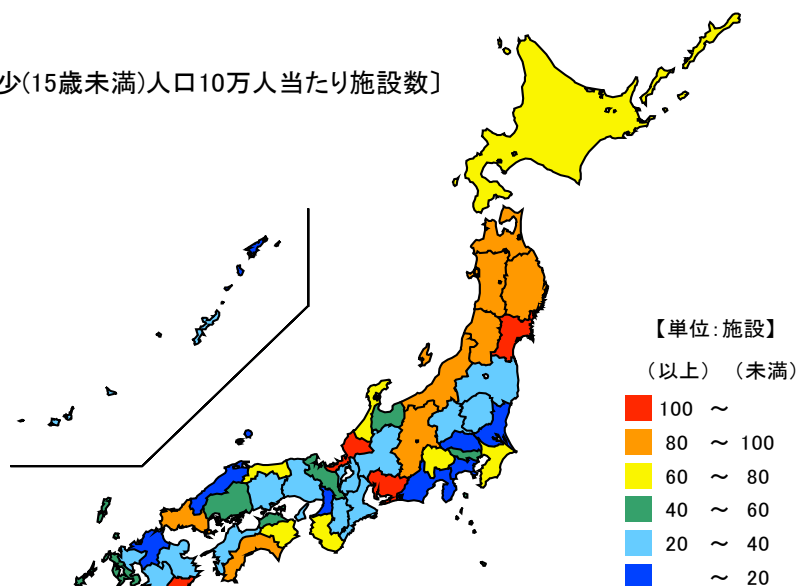 少(15歳未満)人口10万人当たり施設数〕
【単位:施設】
(以上) (未満)
100 ~
80 ~ 100
60 ~ 80
40 ~ 60
20 ~ 40
~ 20